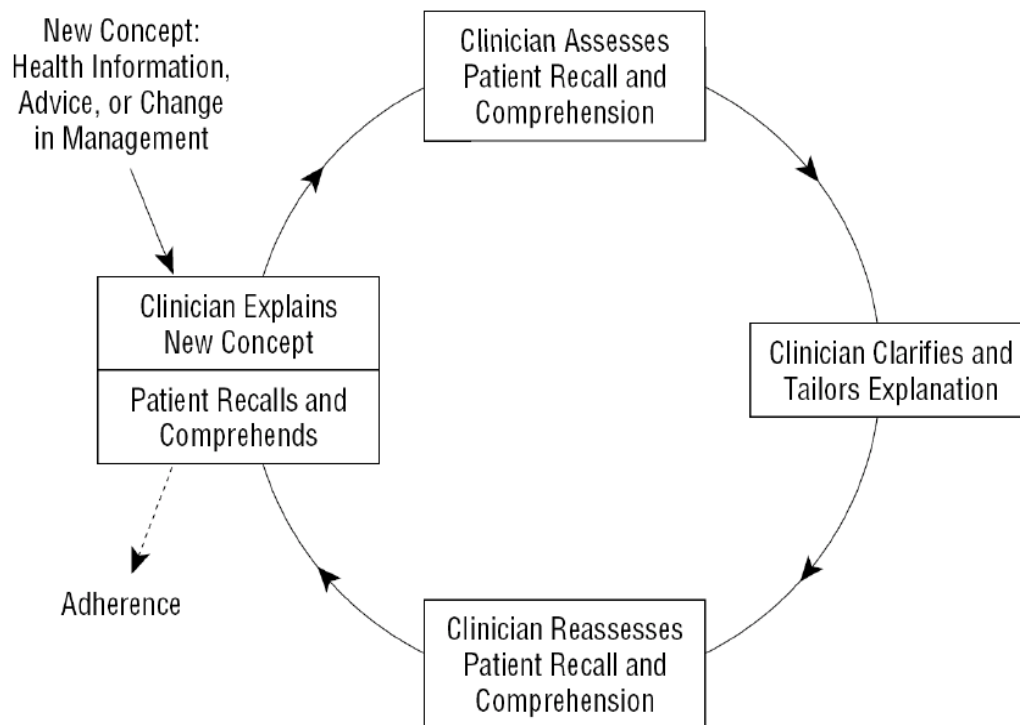 New Concept:
Health Information,
Advice, or Change
in Management
Clinician Assesses
Patient Recall and
Comprehension
Clinician Explains
New Concept
Patient Recalls and
Comprehends
Clinician Clarifies and
Tailors Explanation
Adherence
Clinician Reassesses
Patient Recall and
Comprehension